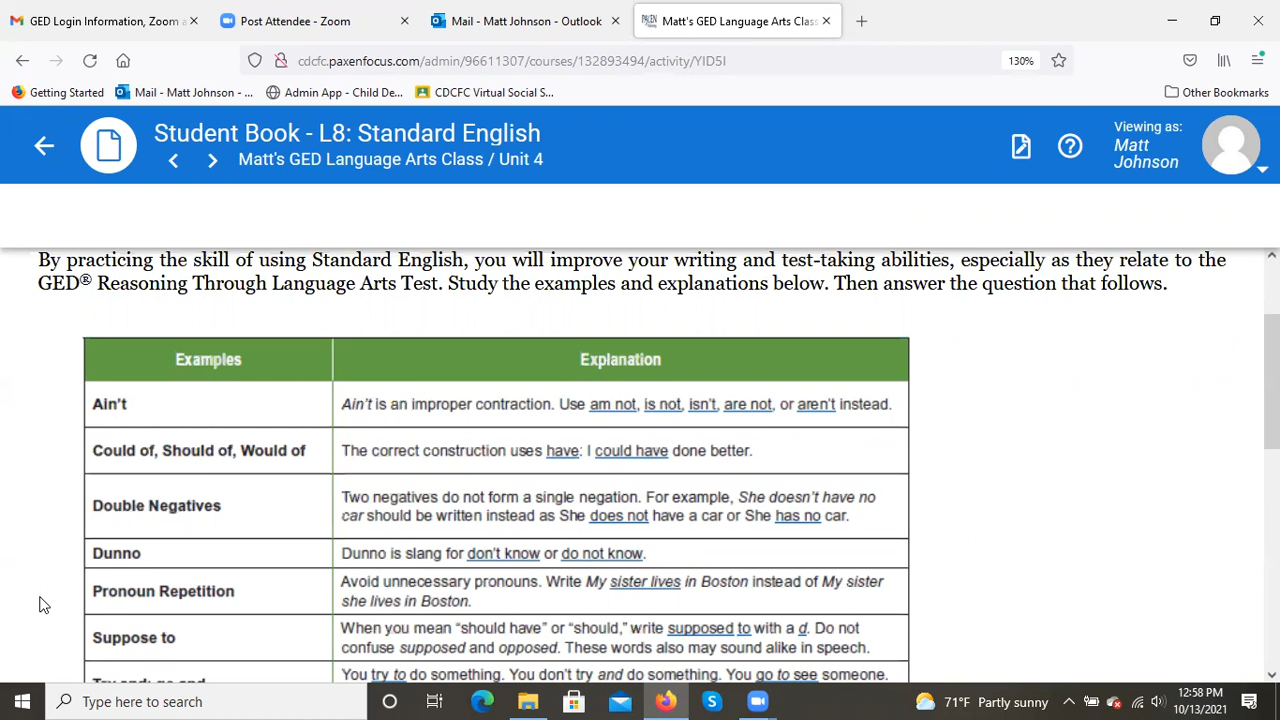 GED Login Information, Zoom a
Post Attendee - Zoom
Mail - Matt Johnson - Outlook
Matt's GED Language Arts Clas
cdcfc.paxenfocus.com/admin/96611307/courses/132893494/activity/YID5I
130%
Getting Started
Mail - Matt Johnson - ...
Admin App - Child De...
CDCFC Virtual Social S...
Other Bookmarks
Student Book - L8: Standard English
Matt's GED Language Arts Class / Unit 4
Viewing as:
Matt
Johnson
By practicing the skill of using Standard English, you will improve your writing and test-taking abilities, especially as they relate to the
GED® Reasoning Through Language Arts Test. Study the examples and explanations below. Then answer the question that follows.
Examples
Explanation
Ain't
Ain't is an improper contraction. Use am not, is not, isn't, are not, or aren't instead.
Could of, Should of, Would of
The correct construction uses have: I could have done better.
Double Negatives
Two negatives do not form a single negation. For example, She doesn't have no
car should be written instead as She does not have a car or She has no car.
Dunno
Dunno is slang for don't know or do not know.
Pronoun Repetition
Avoid unnecessary pronouns. Write My sister lives in Boston instead of My sister
she lives in Boston.
Suppose to
When you mean "should have" or "should," write supposed to with a d. Do not
confuse supposed and opposed. These words also may sound alike in speech.
You try to do something. You don't try and do something. You go to see someone.
Type here to search
71°F Partly sunny
12:58 PM
10/13/2021